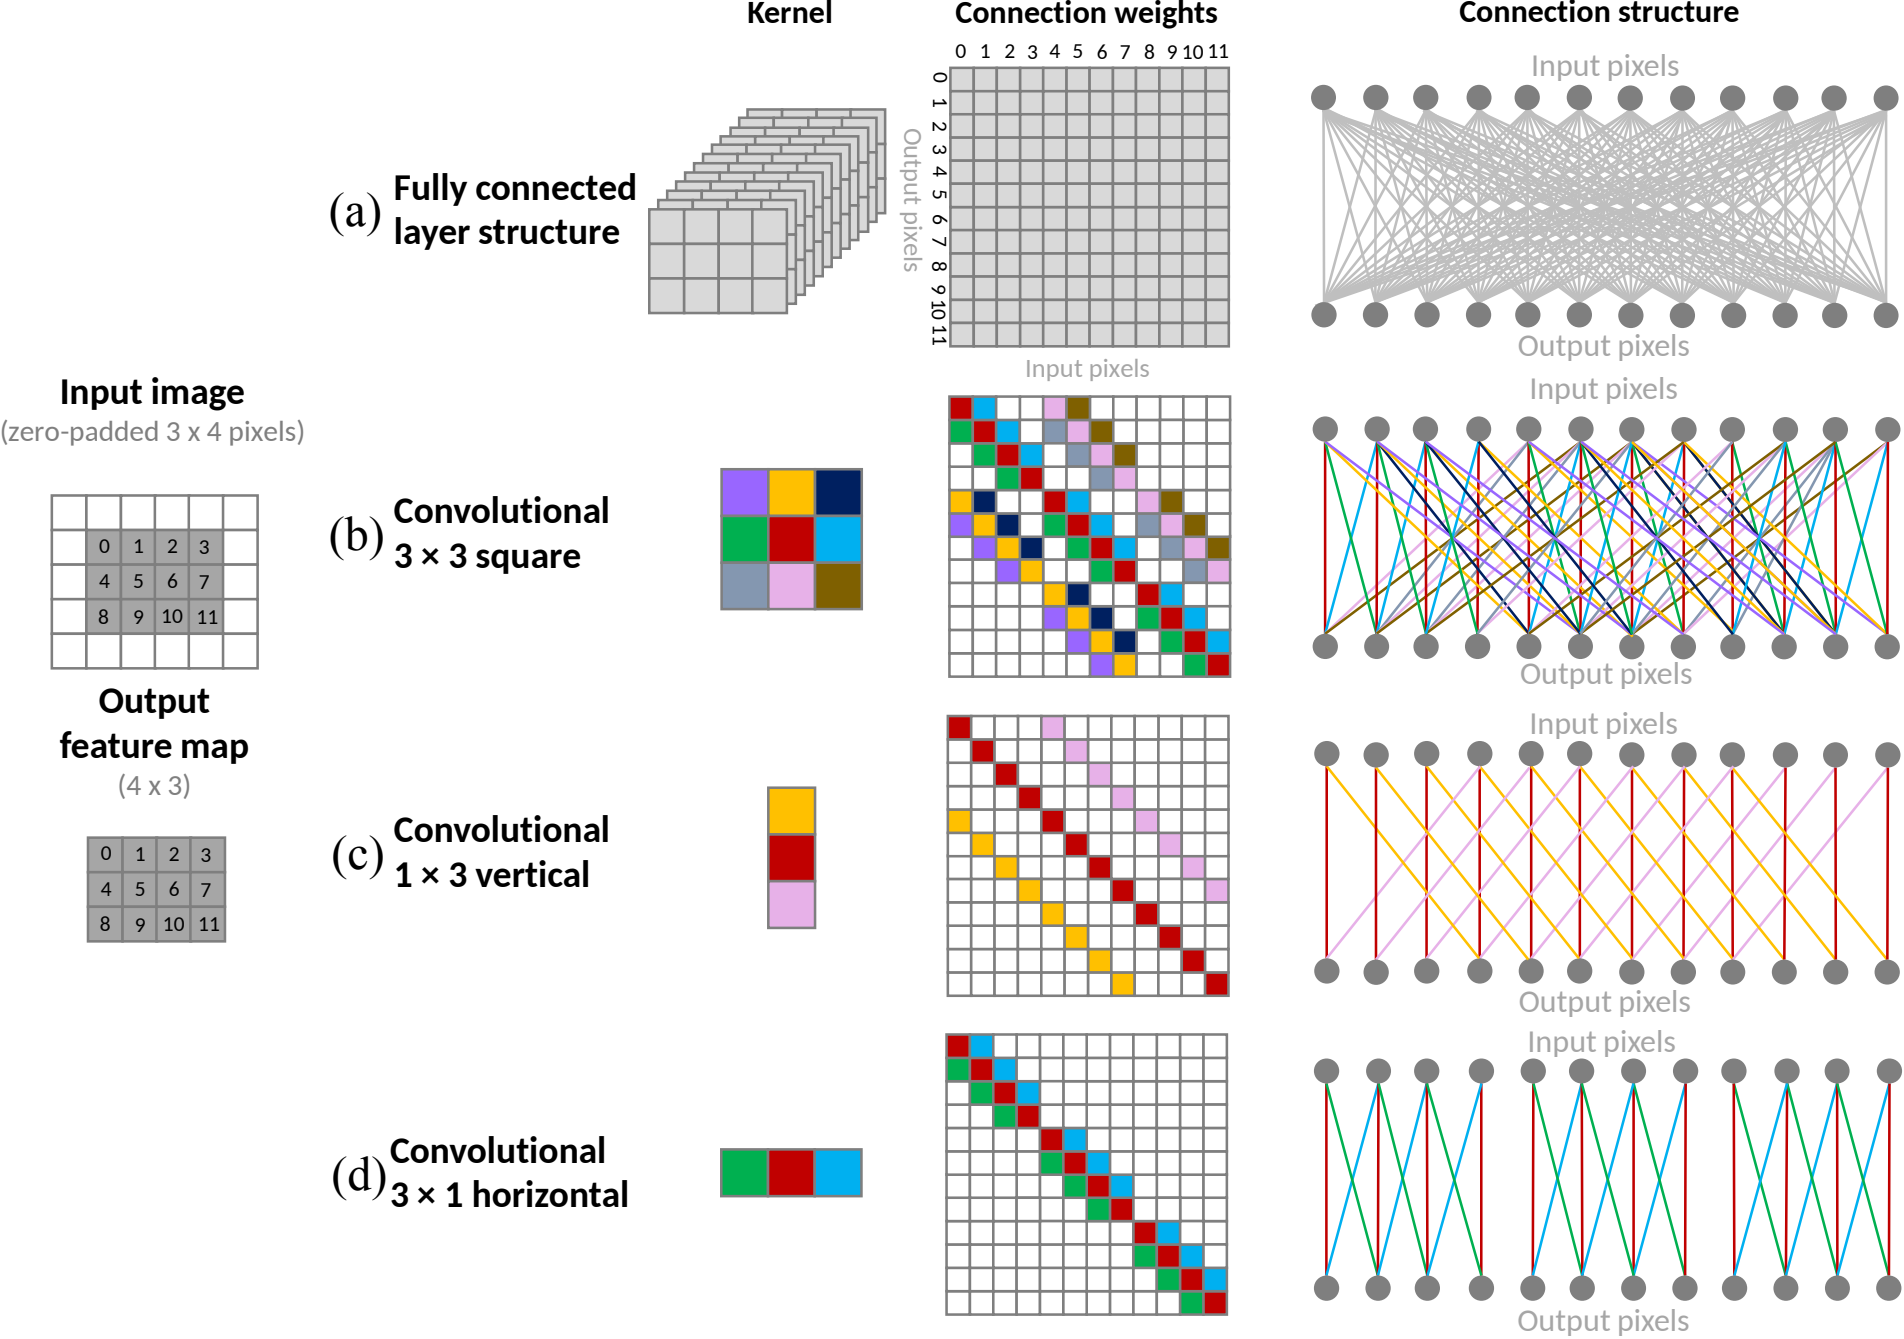 Kernel
Connection weights
Connection structure
0 1 2 3 4 5 6 7 8 9 10 11
0 1 2 3 4 5 6 7 8 9 10 11
Output pixels
Input pixels
Input pixels
Output pixels
(a) Fully connected
layer structure
Input image
(zero-padded 3 x 4 pixels)
0 1 2 3
4 5 6 7
8 9 10 11
Output
feature map
(4 x 3)
0 1 2 3
4 5 6 7
8 9 10 11
(b) Convolutional
3 × 3 square
Input pixels
Output pixels
(c) Convolutional
1 × 3 vertical
Input pixels
Output pixels
(d) Convolutional
3 × 1 horizontal
Input pixels
Output pixels